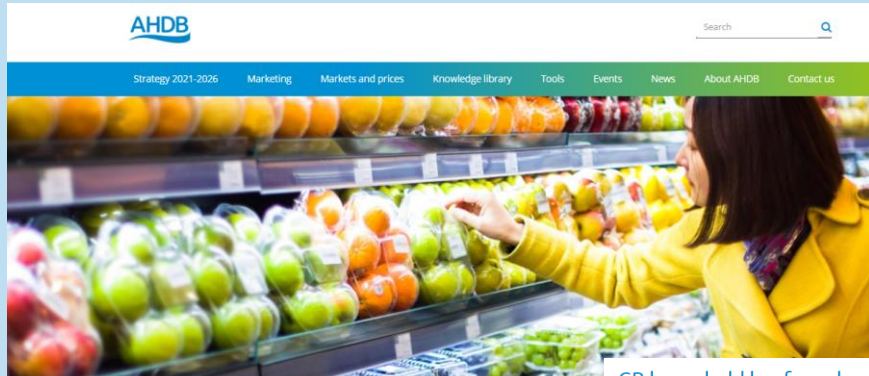 AHDB
Search
Strategy 2021-2026 Marketing Markets and prices Knowledge library Tools Events News About AHDB Contact us